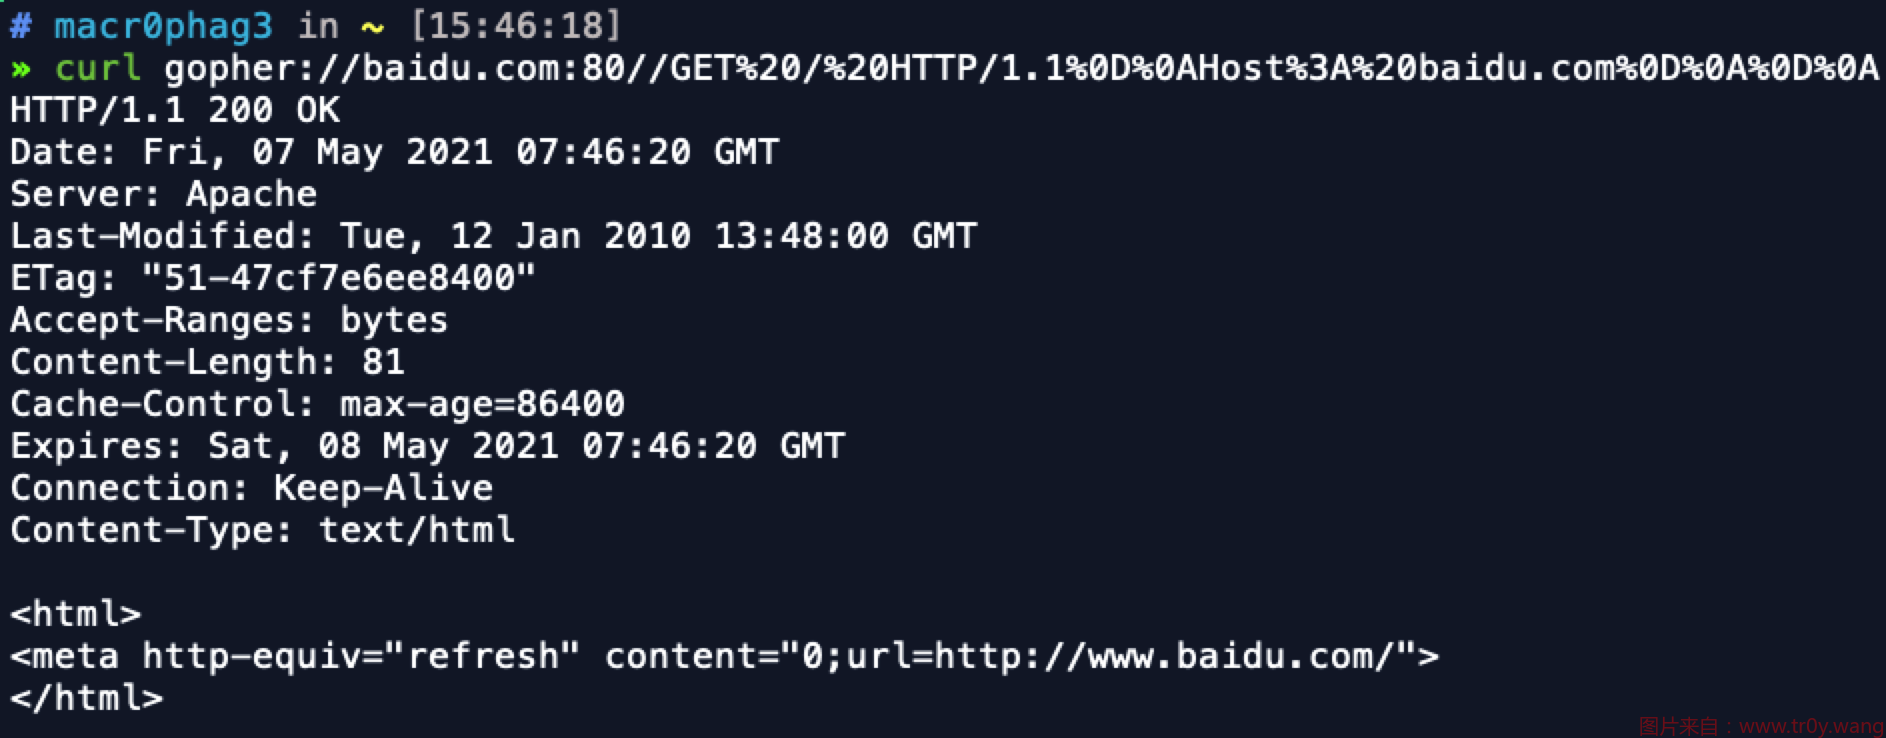 # macr0phag3 in ~ [15:46:18]
» curl gopher://baidu.com:80//GET%20/%20HTTP/1.1%0D%0AHost%3A%20baidu.com%0D%0A%0D%0A
HTTP/1.1 200 OK
Date: Fri, 07 May 2021 07:46:20 GMT
Server: Apache
Last-Modified: Tue, 12 Jan 2010 13:48:00 GMT
ETag: "51-47cf7e6ee8400"
Accept-Ranges: bytes
Content-Length: 81
Cache-Control: max-age=86400
Expires: Sat, 08 May 2021 07:46:20 GMT
Connection: Keep-Alive
Content-Type: text/html

<html>
<meta http-equiv="refresh" content="0;url=http://www.baidu.com/">
</html>
图片来自：www.tr0y.wang